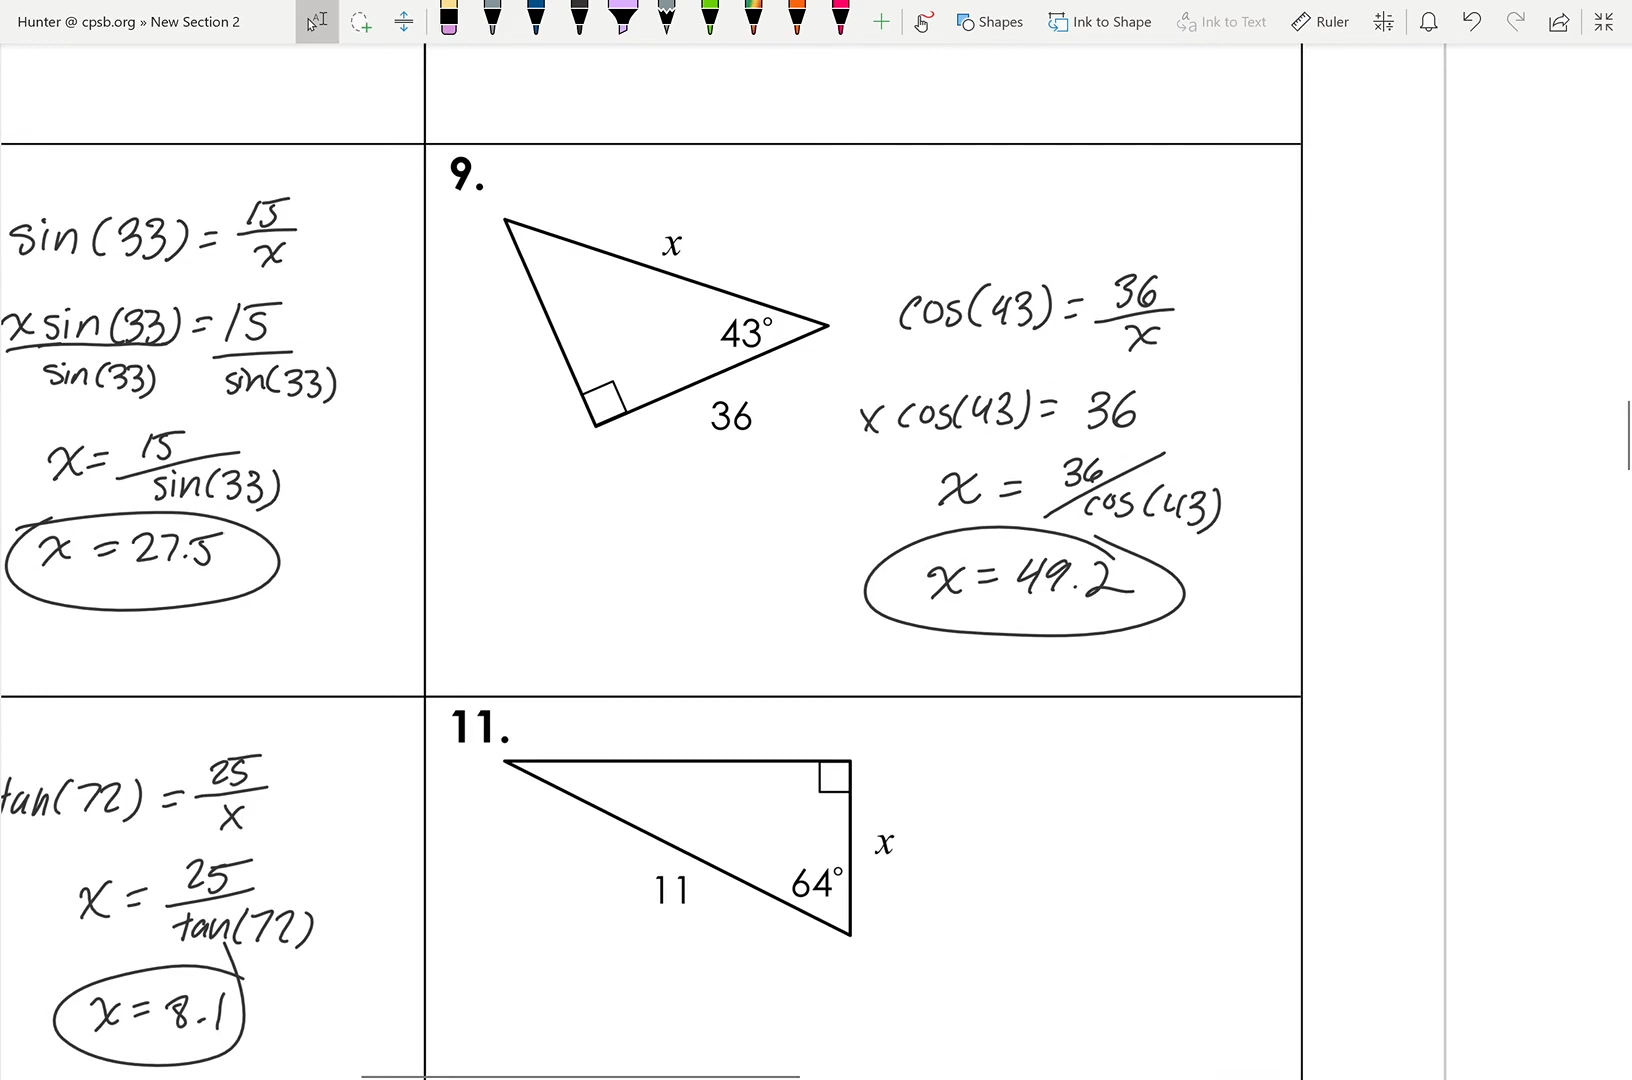 Hunter @ cpsb.org » New Section 2
Shapes
Ink to Shape
Ink to Text
Ruler
sin(33) = 15/x
x sin(33) = 15
sin(33) sin(33)
x = 15/sin(33)
x = 27.5
9.
x
43°
36
cos(43) = 36/x
x cos(43) = 36
x = 36/cos(43)
x = 49.2
tan(72) = 25/x
x = 25/tan(72)
x = 8.1
11.
x
64°
11